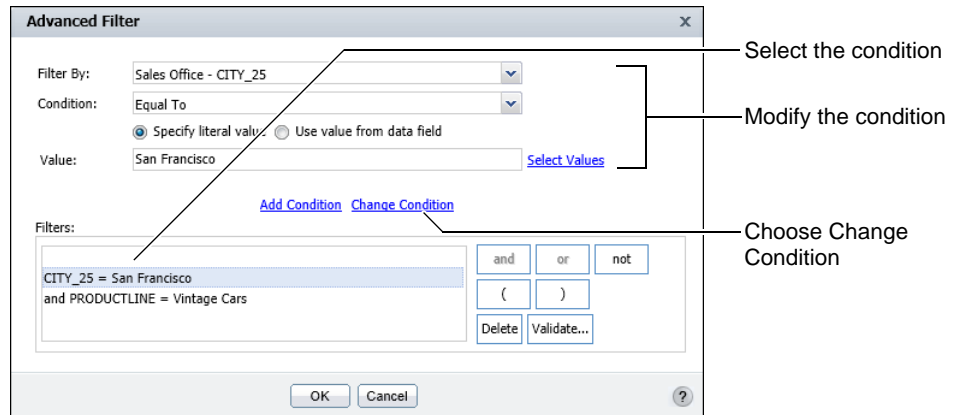 Advanced Filter x
Select the condition
Filter By: Sales Office - CITY_25
Condition: Equal To
Modify the condition
Specify literal value Use value from data field
Value: San Francisco Select Values
Add Condition Change Condition
Choose Change
Condition
Filters:
and or not
CITY_25 = San Francisco
and PRODUCTLINE = Vintage Cars
( )
Delete Validate...
OK Cancel ?